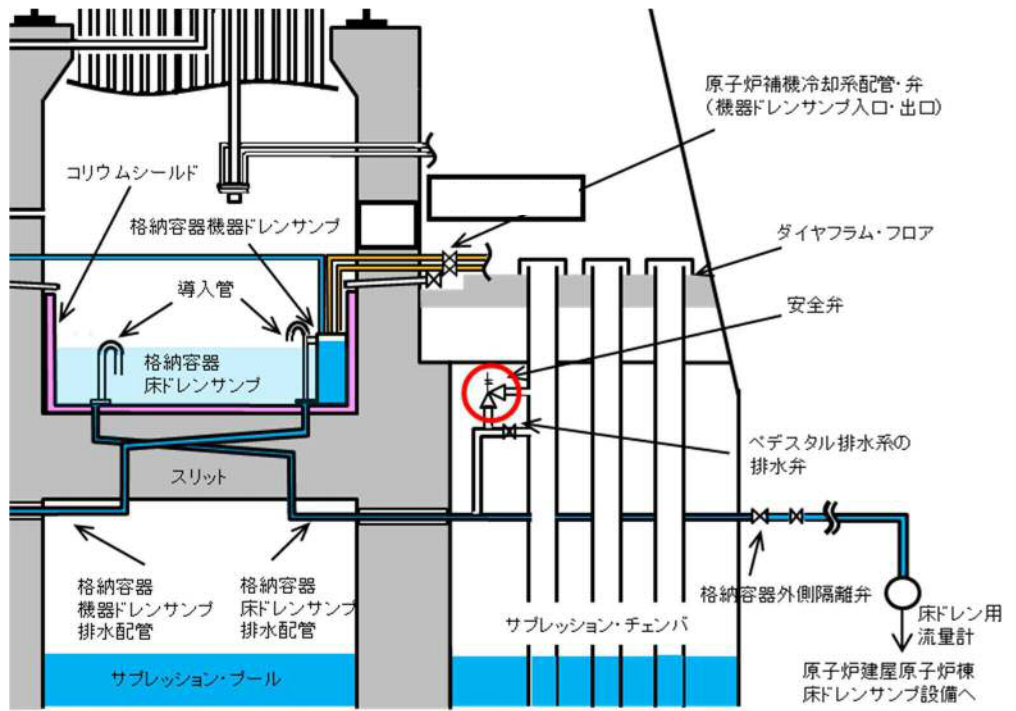 原子炉補機冷却系配管・弁
(機器ドレンサンプ入口・出口)
コリウムシールド
格納容器機器ドレンサンプ
ダイヤフラム・フロア
導入管
安全弁
格納容器
床ドレンサンプ
ペデスタル排水系の
排水弁
スリット
格納容器
機器ドレンサンプ
排水配管
格納容器
床ドレンサンプ
排水配管
格納容器外側隔離弁
床ドレン用
流量計
サプレッション・チェンバ
原子炉建屋原子炉棟
床ドレンサンプ設備へ
サプレッション・プール